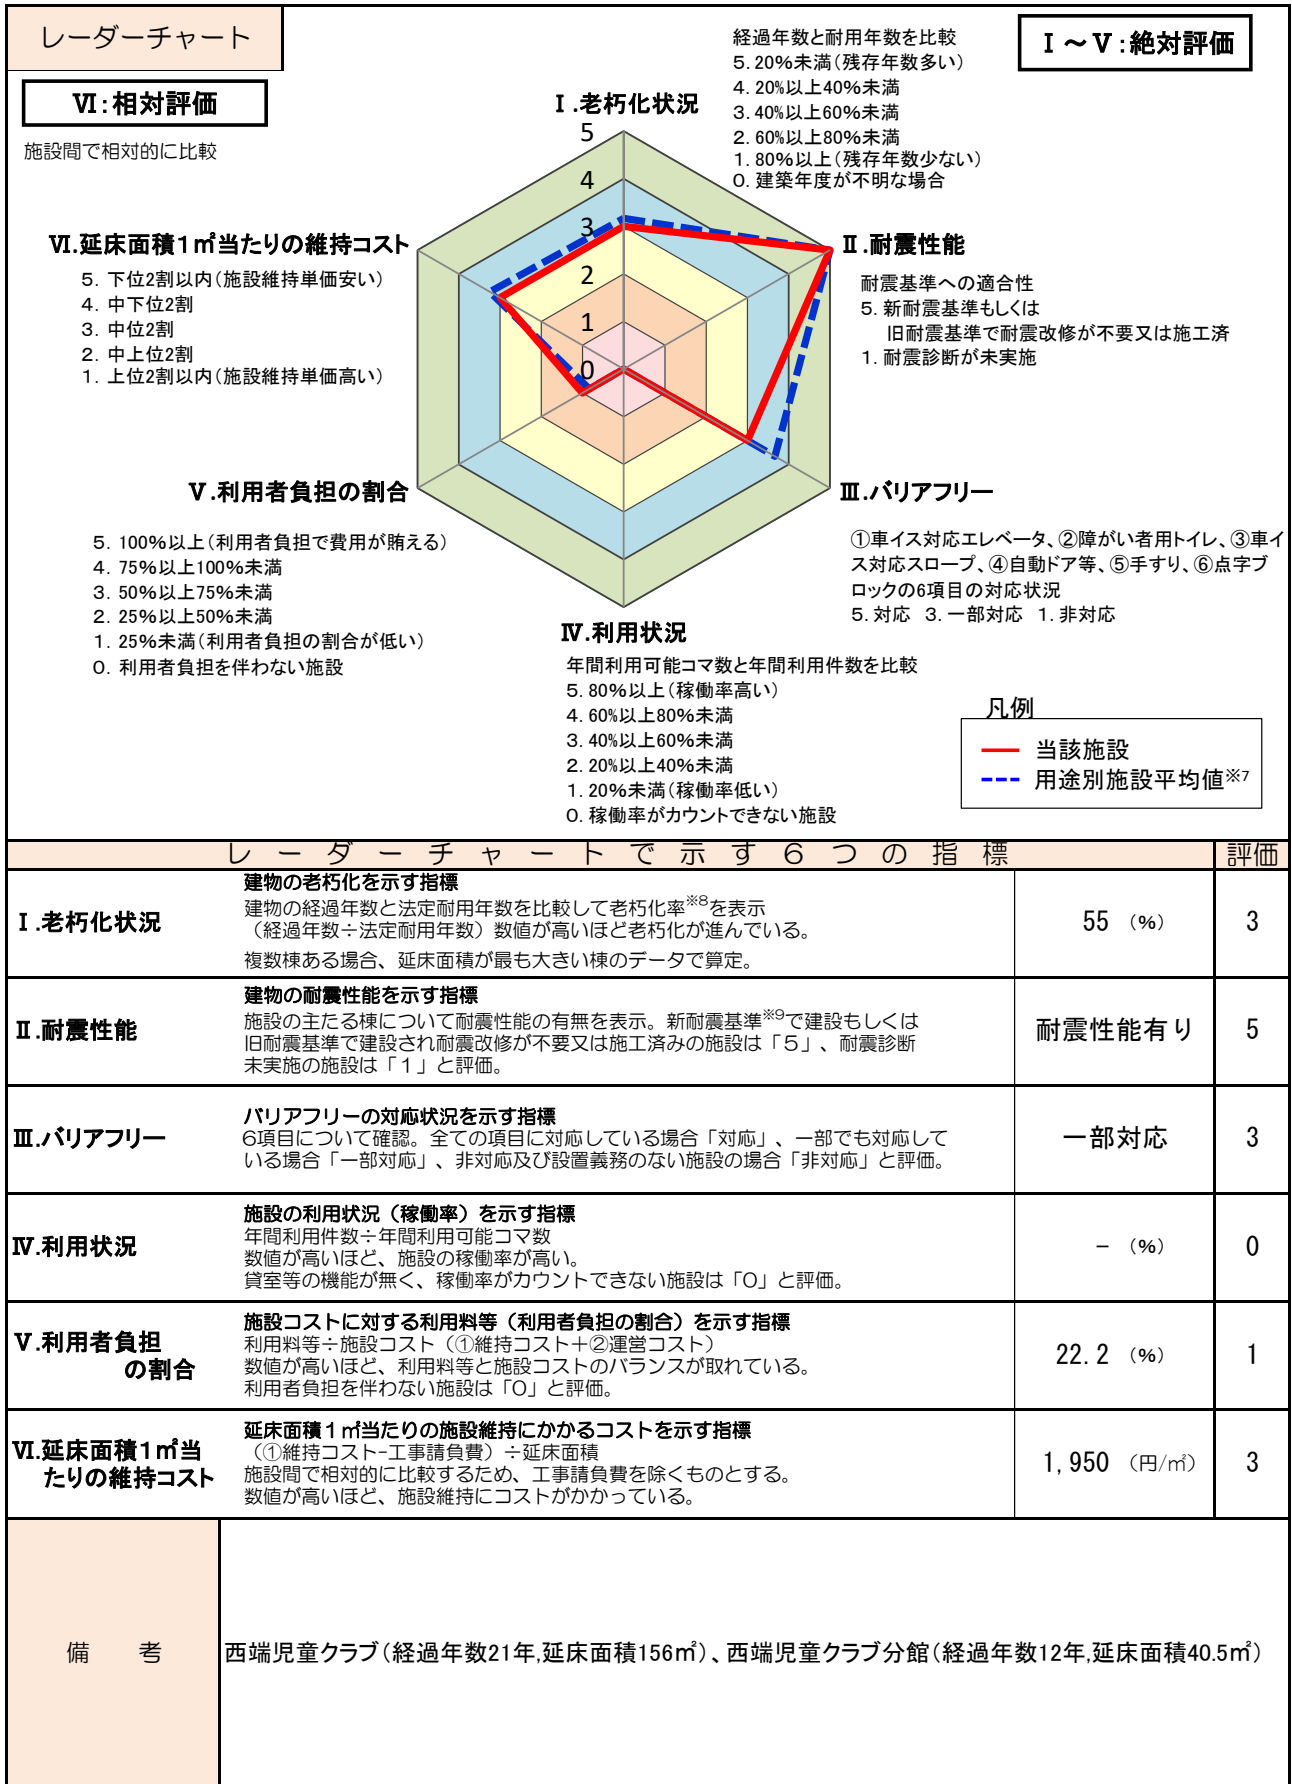 レーダーチャート
Ⅰ～Ⅴ：絶対評価
Ⅵ：相対評価
施設間で相対的に比較
経過年数と耐用年数を比較
5. 20%未満（残存年数多い）
4. 20%以上40%未満
3. 40%以上60%未満
2. 60%以上80%未満
1. 80%以上（残存年数少ない）
0. 建築年度が不明な場合
Ⅰ.老朽化状況
5
4
3
2
1
0
Ⅱ.耐震性能
耐震基準への適合性
5. 新耐震基準もしくは
旧耐震基準で耐震改修が不要又は施工済
1. 耐震診断が未実施
Ⅵ.延床面積1㎡当たりの維持コスト
5. 下位2割以内（施設維持単価安い）
4. 中下位2割
3. 中位2割
2. 中上位2割
1. 上位2割以内（施設維持単価高い）
Ⅲ.バリアフリー
①車イス対応エレベータ、②障がい者用トイレ、③車イ
ス対応スロープ、④自動ドア等、⑤手すり、⑥点字ブ
ロックの6項目の対応状況
5. 対応 3. 一部対応 1. 非対応
Ⅴ.利用者負担の割合
5. 100%以上（利用者負担で費用が賄える）
4. 75%以上100%未満
3. 50%以上75%未満
2. 25%以上50%未満
1. 25%未満（利用者負担の割合が低い）
0. 利用者負担を伴わない施設
Ⅳ.利用状況
年間利用可能コマ数と年間利用件数を比較
5. 80%以上（稼働率高い）
4. 60%以上80%未満
3. 40%以上60%未満
2. 20%以上40%未満
1. 20%未満（稼働率低い）
0. 稼働率がカウントできない施設
凡例
当該施設
用途別施設平均値※7
レーダーチャートで示す6つの指標 評価
Ⅰ.老朽化状況
建物の老朽化を示す指標
建物の経過年数と法定耐用年数を比較して老朽化率※8を表示
（経過年数÷法定耐用年数）数値が高いほど老朽化が進んでいる。
複数棟ある場合、延床面積が最も大きい棟のデータで算定。
55 （%） 3
Ⅱ.耐震性能
建物の耐震性能を示す指標
施設の主たる棟について耐震性能の有無を表示。新耐震基準※9で建設もしくは
旧耐震基準で建設され耐震改修が不要又は施工済みの施設は「5」、耐震診断
未実施の施設は「1」と評価。
耐震性能有り 5
Ⅲ.バリアフリー
バリアフリーの対応状況を示す指標
6項目について確認。全ての項目に対応している場合「対応」、一部でも対応して
いる場合「一部対応」、非対応及び設置義務のない施設の場合「非対応」と評価。
一部対応 3
Ⅳ.利用状況
施設の利用状況（稼働率）を示す指標
年間利用件数÷年間利用可能コマ数
数値が高いほど、施設の稼働率が高い。
貸室等の機能が無く、稼働率がカウントできない施設は「0」と評価。
－ （%） 0
Ⅴ.利用者負担
の割合
施設コストに対する利用料等（利用者負担の割合）を示す指標
利用料等÷施設コスト（①維持コスト＋②運営コスト）
数値が高いほど、利用料等と施設コストのバランスが取れている。
利用者負担を伴わない施設は「0」と評価。
22.2 （%） 1
Ⅵ.延床面積1㎡当
たりの維持コスト
延床面積1㎡当たりの施設維持にかかるコストを示す指標
（①維持コスト-工事請負費）÷延床面積
施設間で相対的に比較するため、工事請負費を除くものとする。
数値が高いほど、施設維持にコストがかかっている。
1,950 （円/㎡） 3
備 考
西端児童クラブ（経過年数21年,延床面積156㎡）、西端児童クラブ分館（経過年数12年,延床面積40.5㎡）